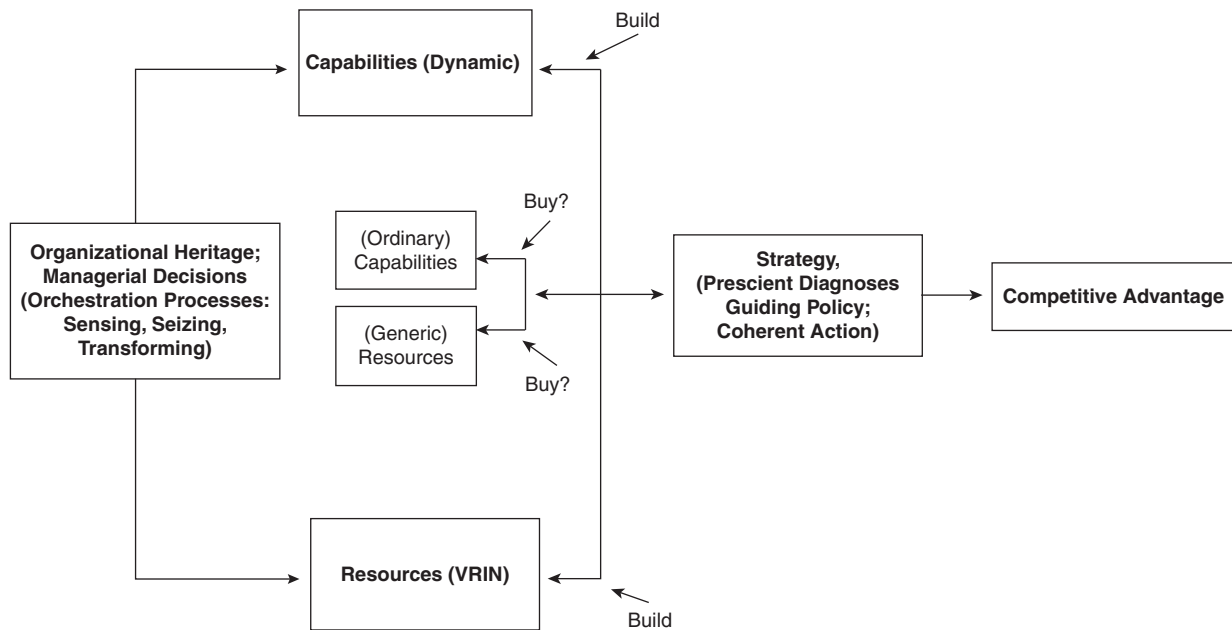 Build
Capabilities (Dynamic)
Buy?
(Ordinary)
Capabilities
Organizational Heritage;
Managerial Decisions
(Orchestration Processes:
Sensing, Seizing,
Transforming)
Strategy,
(Prescient Diagnoses
Guiding Policy;
Coherent Action)
Competitive Advantage
(Generic)
Resources
Buy?
Resources (VRIN)
Build